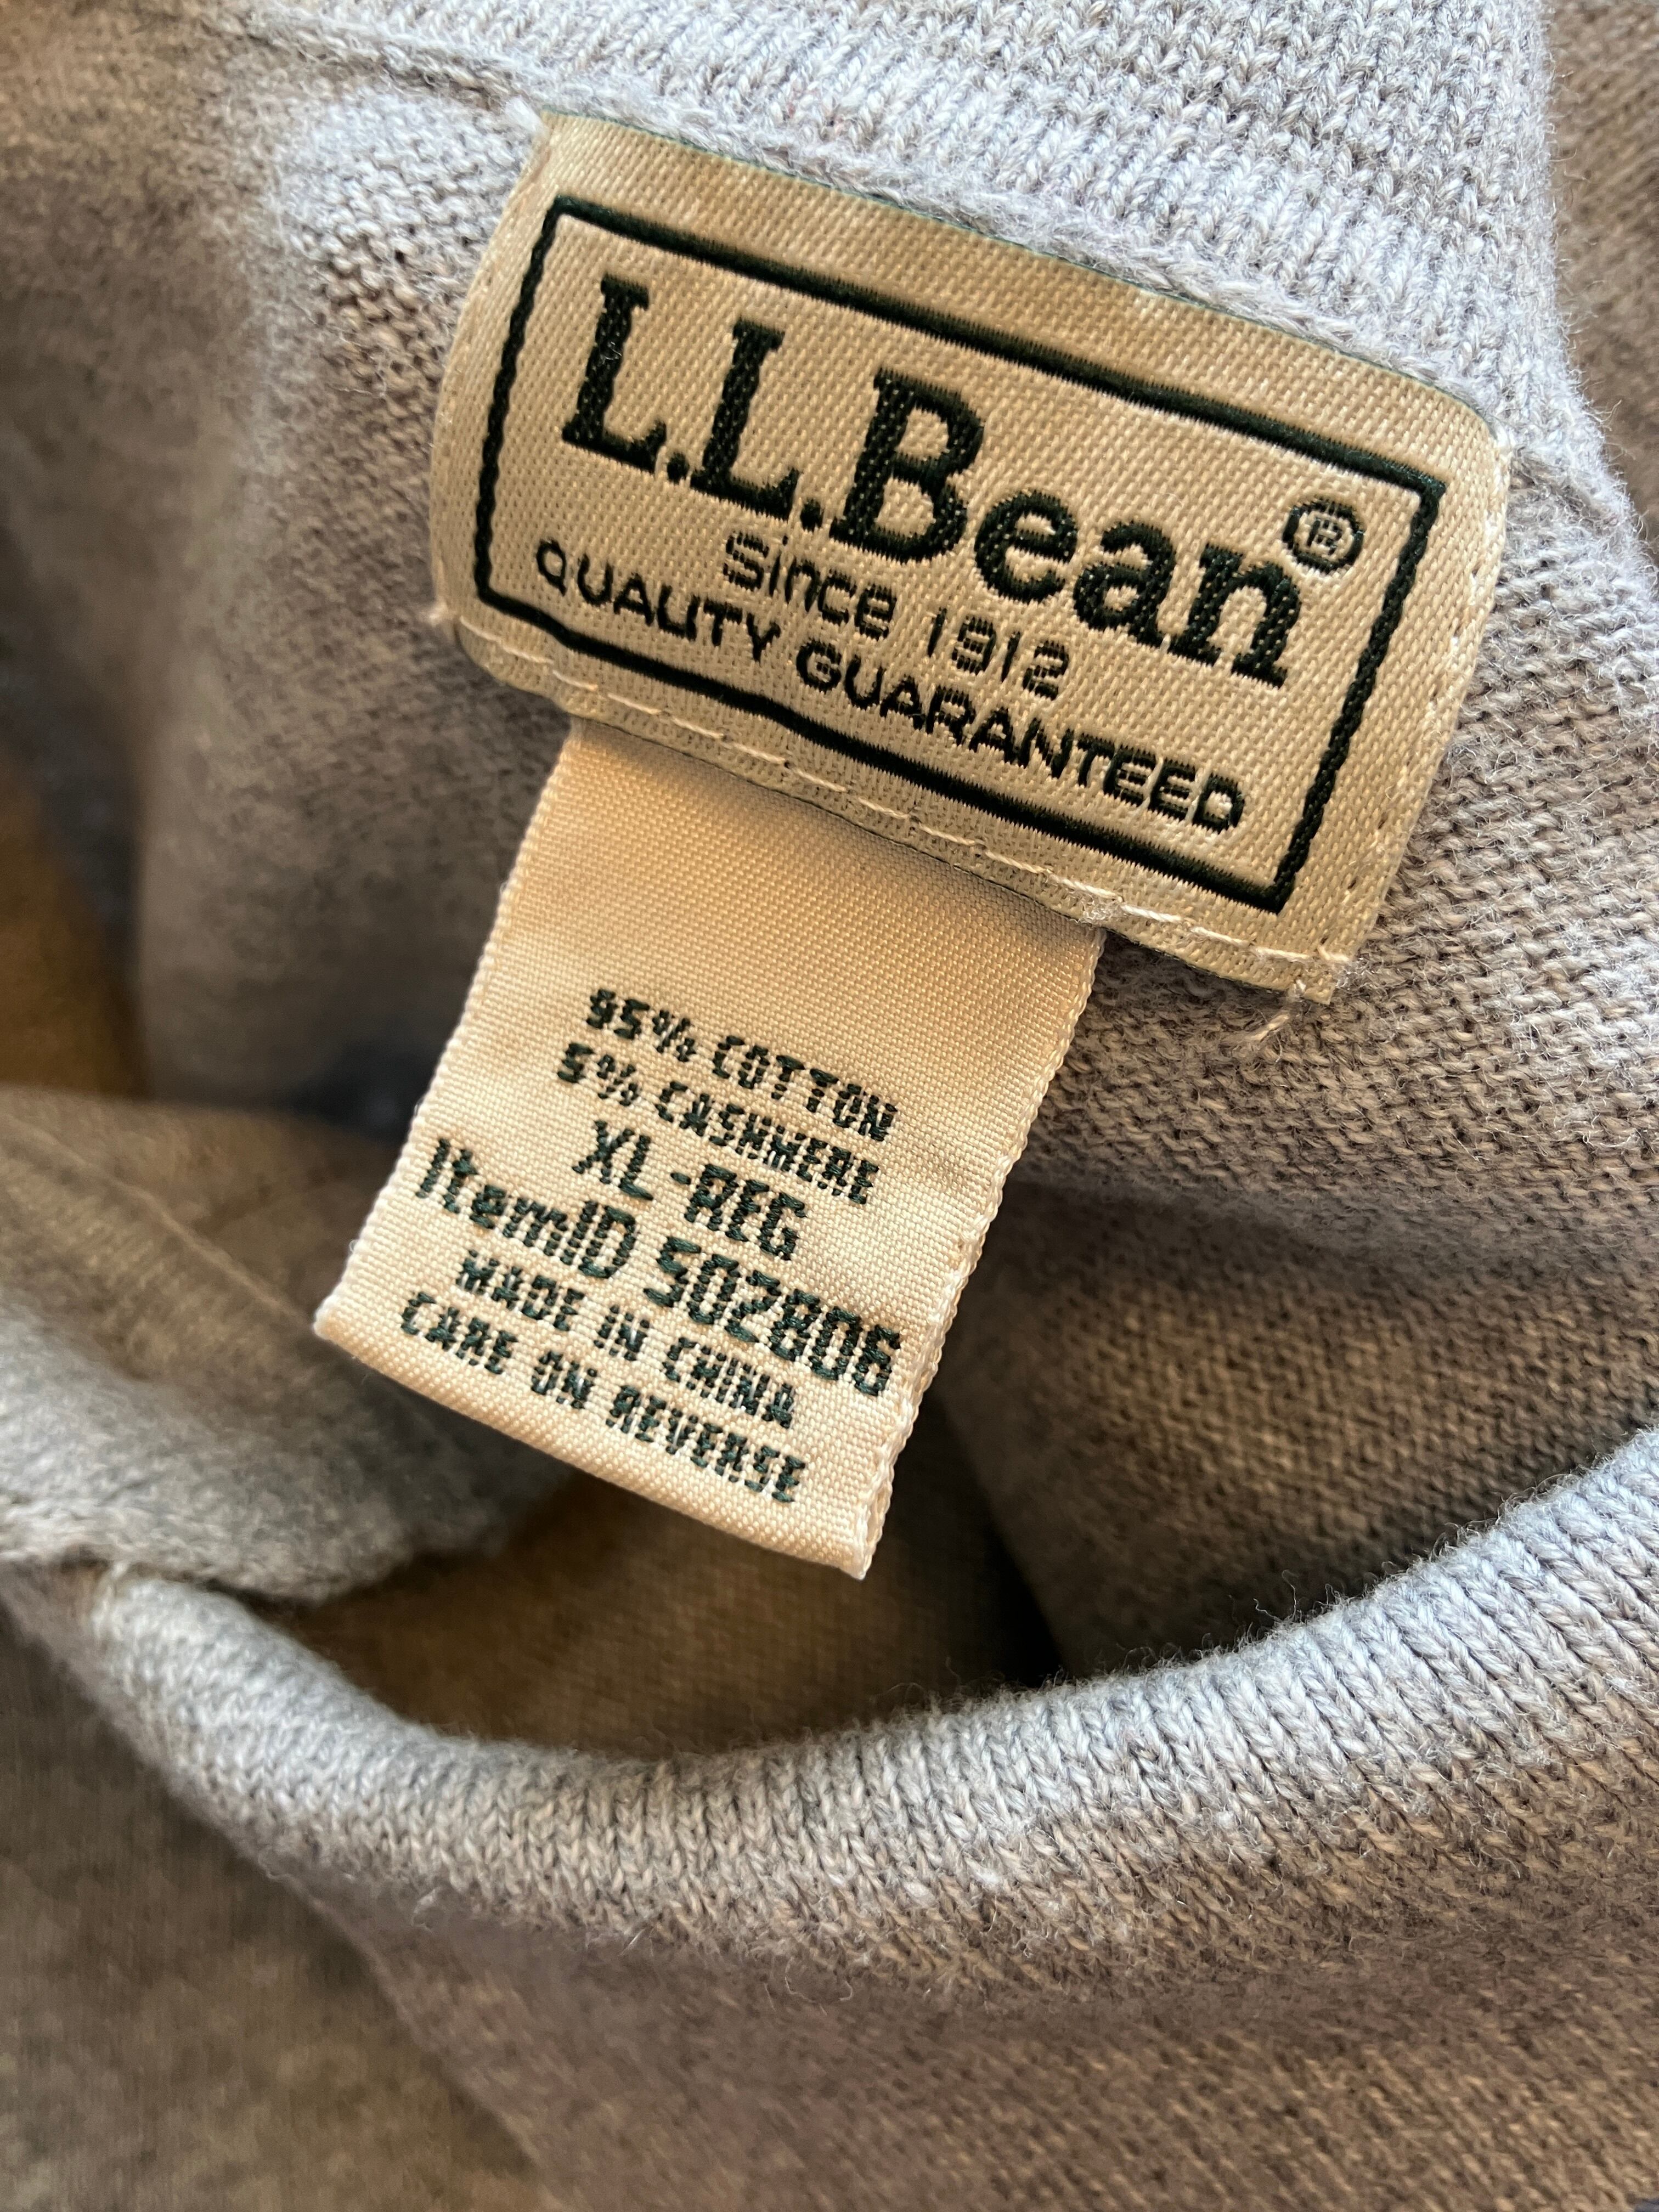 L.L.Bean®
Since 1912
QUALITY GUARANTEED
95% COTTON
5% CASHMERE
XL-REG
ItemID 502806
MADE IN CHINA
CARE ON REVERSE